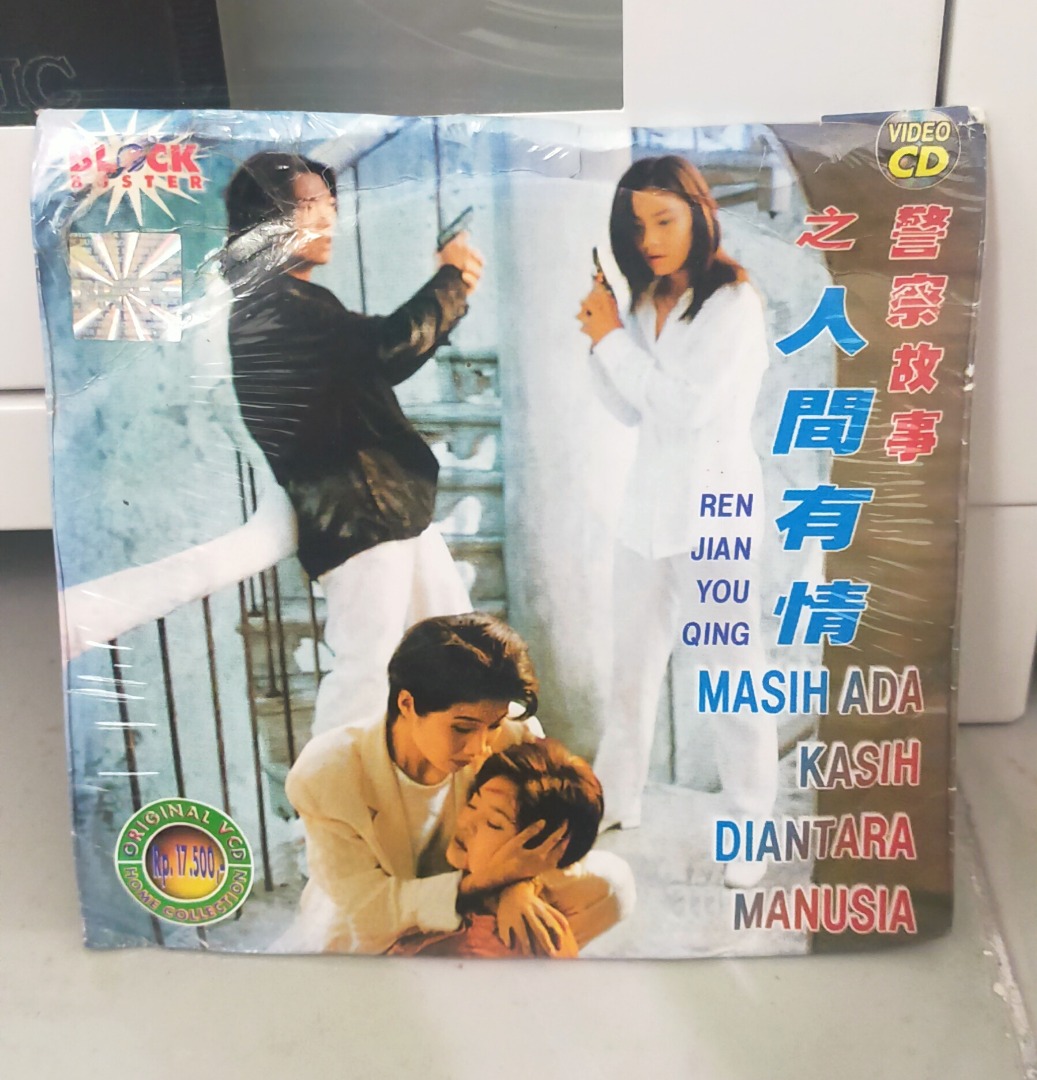 BLOCK
BUSTER
VIDEO
CD
警察故事
之人間有情
REN
JIAN
YOU
QING
MASIH ADA
KASIH
DIANTARA
MANUSIA
ORIGINAL VCD
Rp. 17.500,-
HOME COLLECTION